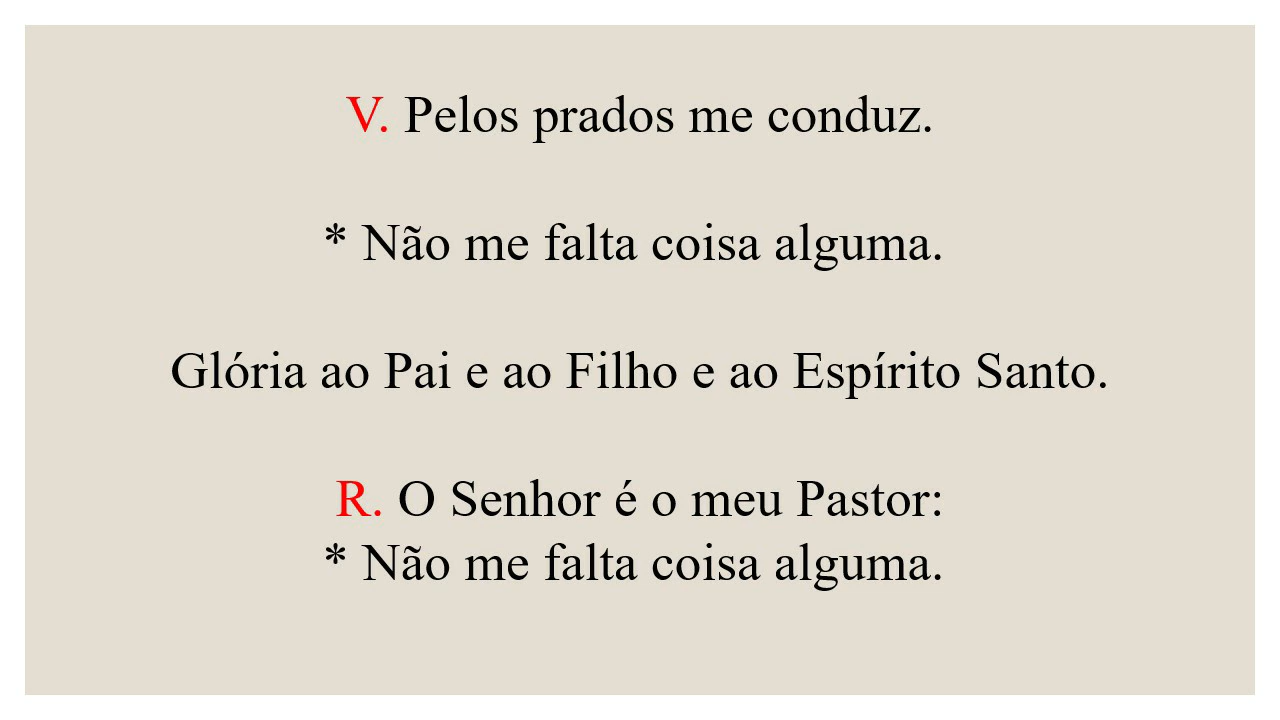 V. Pelos prados me conduz.
* Não me falta coisa alguma.
Glória ao Pai e ao Filho e ao Espírito Santo.
R. O Senhor é o meu Pastor:
* Não me falta coisa alguma.